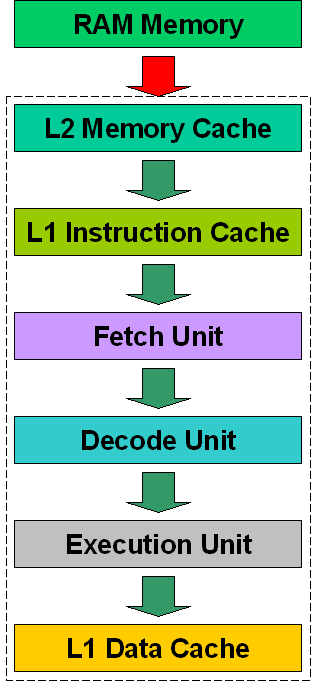 RAM Memory
L2 Memory Cache
L1 Instruction Cache
Fetch Unit
Decode Unit
Execution Unit
L1 Data Cache